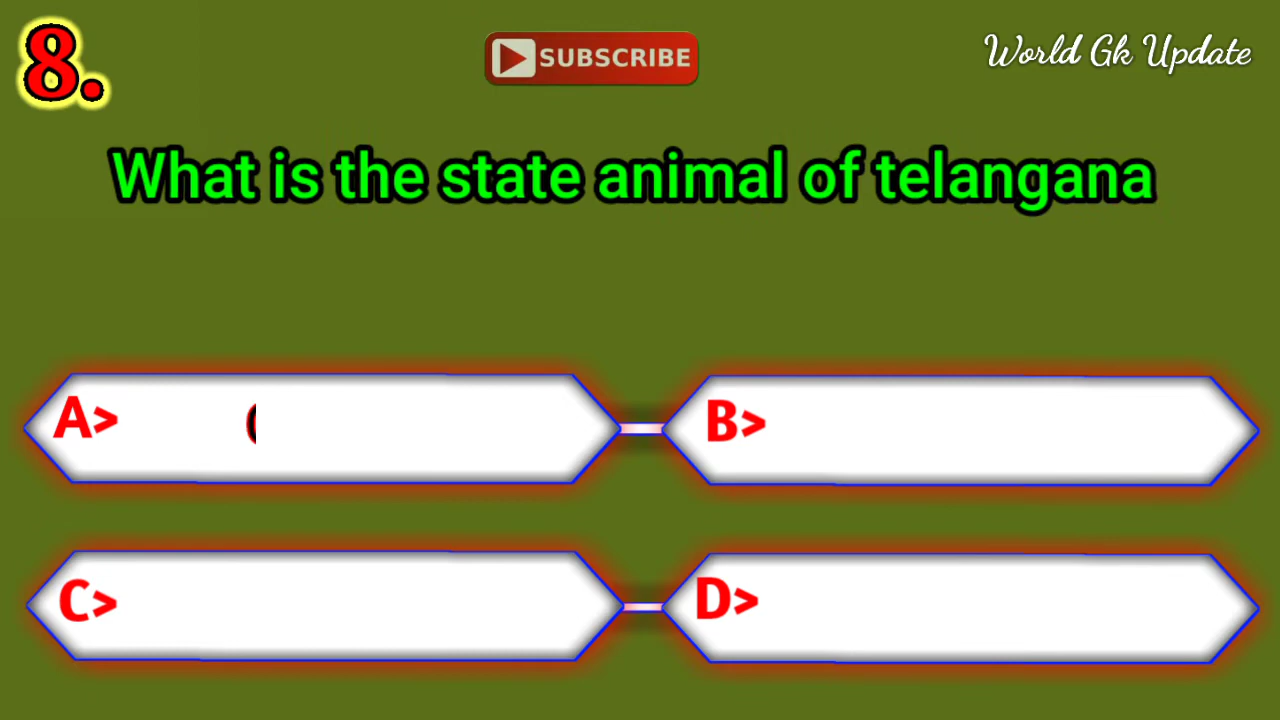 8.
SUBSCRIBE
World Gk Update
What is the state animal of telangana
A>
B>
C>
D>